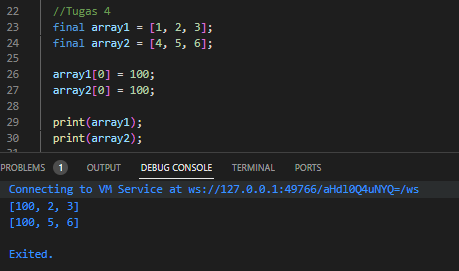 22 //Tugas 4
23 final array1 = [1, 2, 3];
24 final array2 = [4, 5, 6];
25
26 array1[0] = 100;
27 array2[0] = 100;
28
29 print(array1);
30 print(array2);
PROBLEMS 1 OUTPUT DEBUG CONSOLE TERMINAL PORTS
Connecting to VM Service at ws://127.0.0.1:49766/aHdl0Q4uNYQ=/ws
[100, 2, 3]
[100, 5, 6]
Exited.